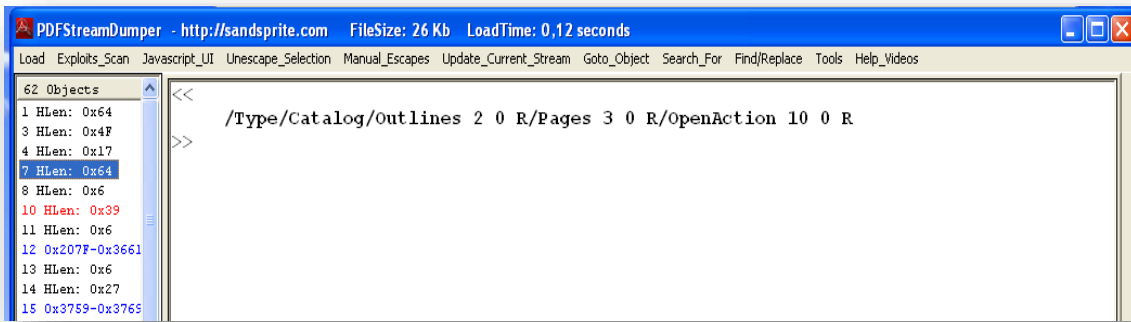 PDFStreamDumper - http://sandsprite.com FileSize: 26 Kb LoadTime: 0,12 seconds
Load Exploits_Scan Javascript_UI Unescape_Selection Manual_Escapes Update_Current_Stream Goto_Object Search_For Find/Replace Tools Help_Videos
62 Objects
1 HLen: 0x64
3 HLen: 0x4F
4 HLen: 0x17
7 HLen: 0x64
8 HLen: 0x6
10 HLen: 0x39
11 HLen: 0x6
12 0x207F-0x3661
13 HLen: 0x6
14 HLen: 0x27
15 0x3759-0x3769
<<
/Type/Catalog/Outlines 2 0 R/Pages 3 0 R/OpenAction 10 0 R
>>